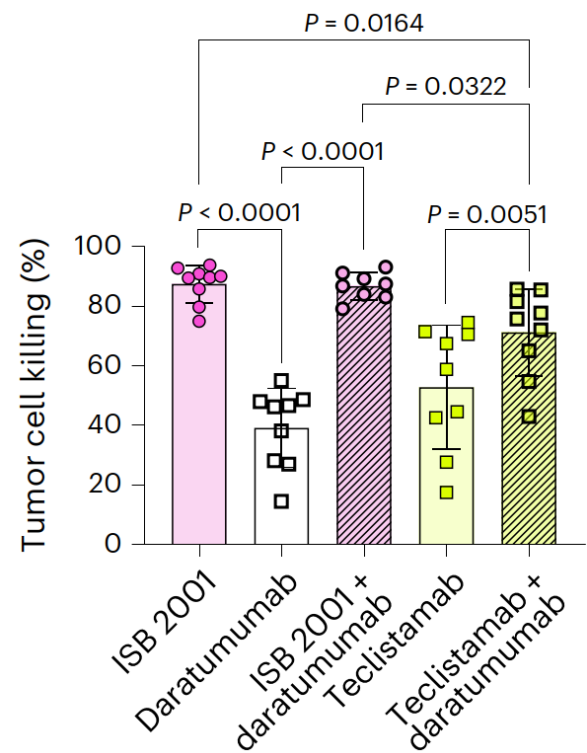 P = 0.0164
P = 0.0322
P < 0.0001
P < 0.0001
P = 0.0051
Tumor cell killing (%)
100
80
60
40
20
0
ISB 2001
Daratumumab
ISB 2001 +
daratumumab
Teclistamab
Teclistamab +
daratumumab